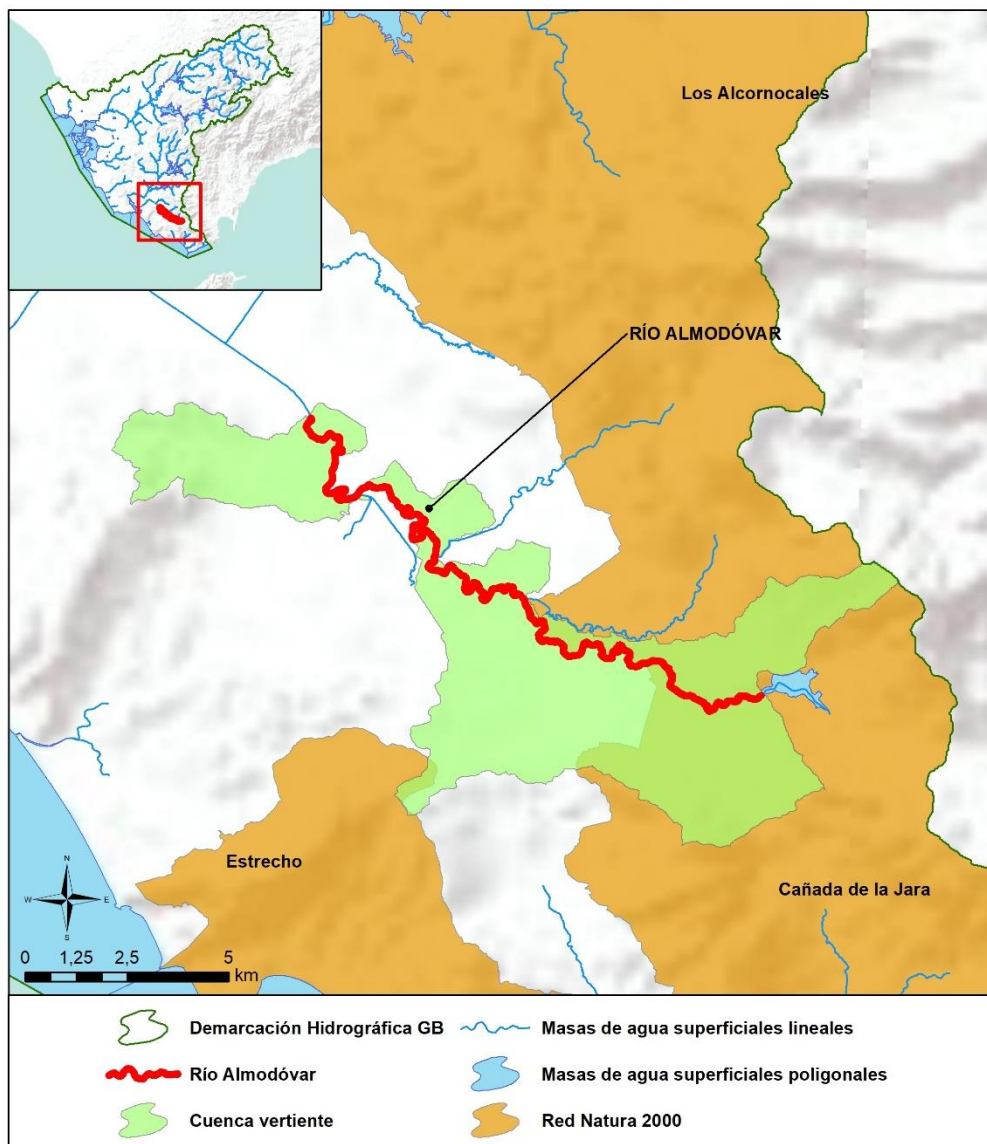 Los Alcornocales
RÍO ALMODÓVAR
Estrecho
Cañada de la Jara
N
W E
S
0 1,25 2,5 5
km
Demarcación Hidrográfica GB
Masas de agua superficiales lineales
Río Almodóvar
Masas de agua superficiales poligonales
Cuenca vertiente
Red Natura 2000